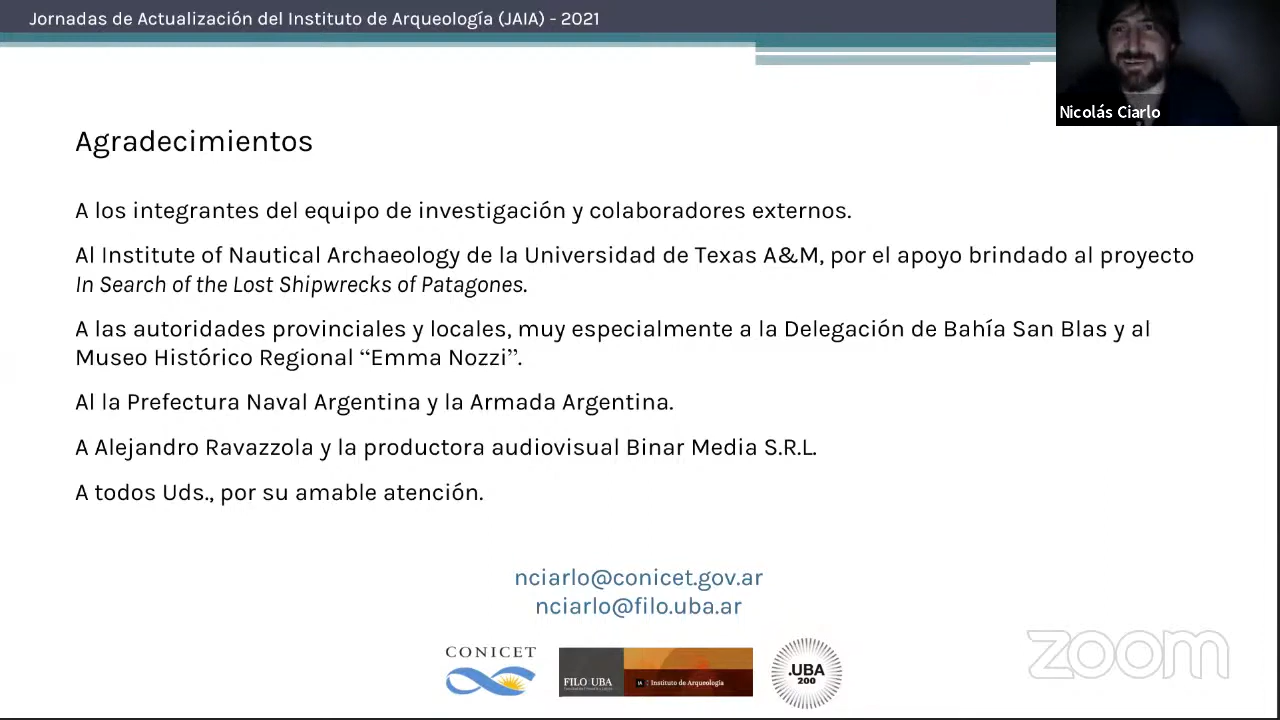 Jornadas de Actualización del Instituto de Arqueología (JAIA) - 2021
Nicolás Ciarlo
Agradecimientos
A los integrantes del equipo de investigación y colaboradores externos.
Al Institute of Nautical Archaeology de la Universidad de Texas A&M, por el apoyo brindado al proyecto
In Search of the Lost Shipwrecks of Patagones.
A las autoridades provinciales y locales, muy especialmente a la Delegación de Bahía San Blas y al
Museo Histórico Regional “Emma Nozzi”.
Al la Prefectura Naval Argentina y la Armada Argentina.
A Alejandro Ravazzola y la productora audiovisual Binar Media S.R.L.
A todos Uds., por su amable atención.
nciarlo@conicet.gov.ar
nciarlo@filo.uba.ar
CONICET
FILO:UBA
IA Instituto de Arqueología
.UBA
200
zoom